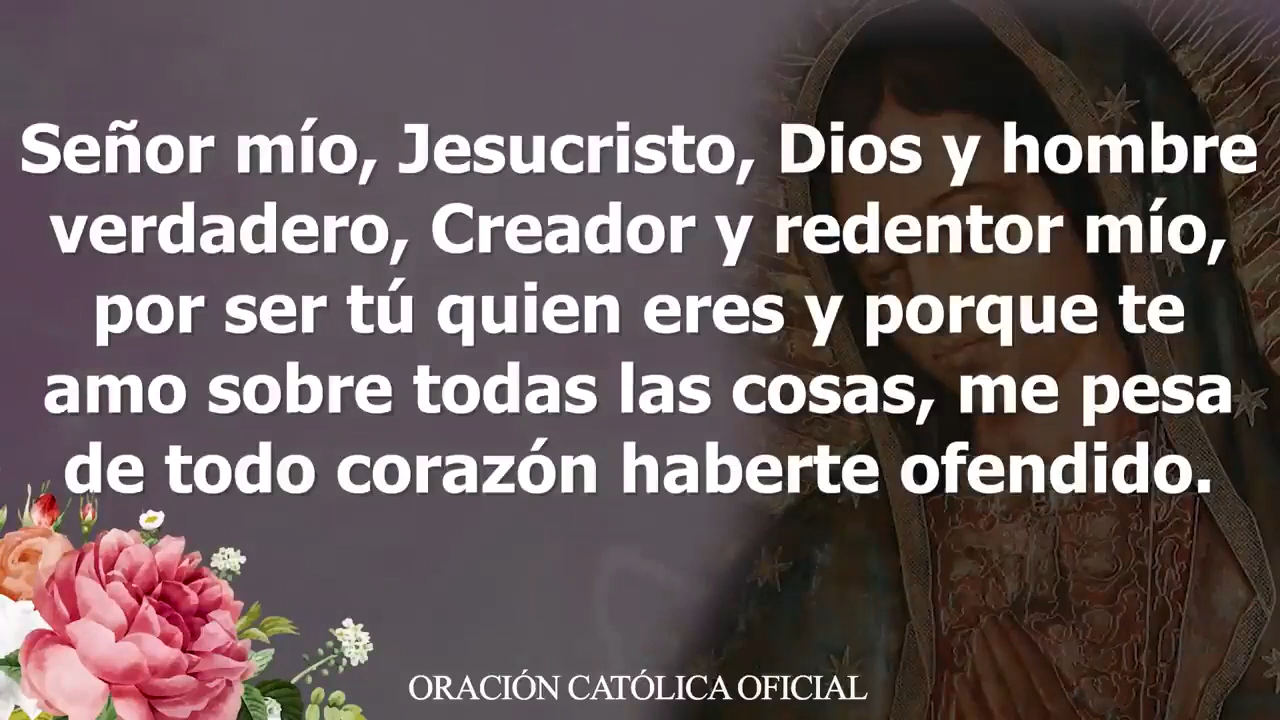 Señor mío, Jesucristo, Dios y hombre
verdadero, Creador y redentor mío,
por ser tú quien eres y porque te
amo sobre todas las cosas, me pesa
de todo corazón haberte ofendido.
ORACIÓN CATÓLICA OFICIAL